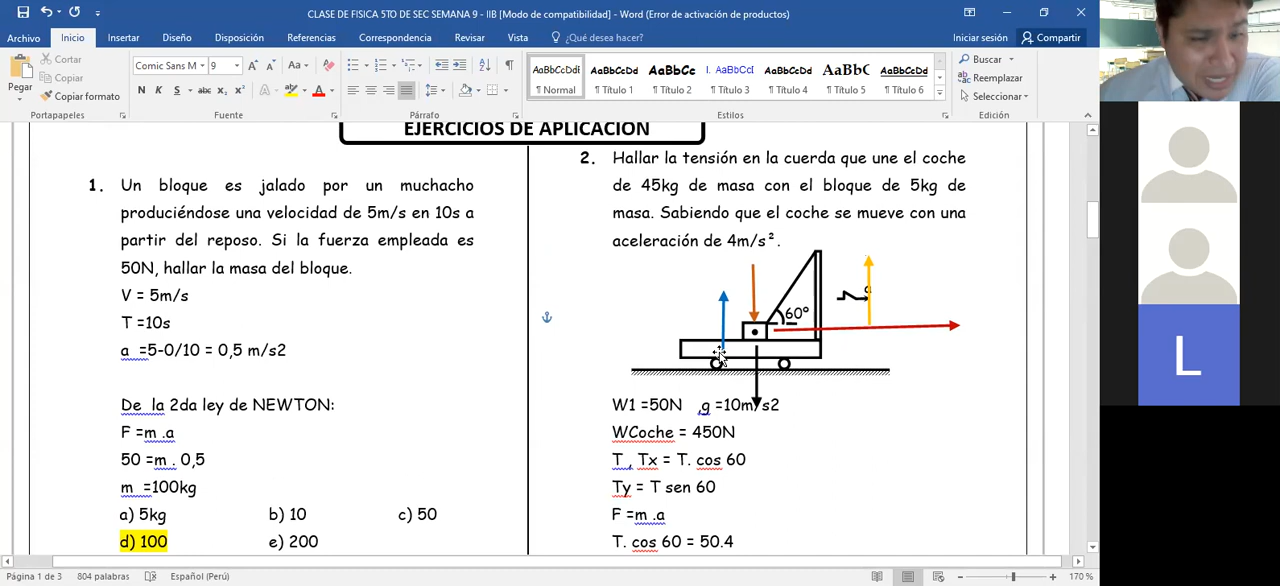 CLASE DE FISICA 5TO DE SEC SEMANA 9 - IIB [Modo de compatibilidad] - Word (Error de activación de productos)
Archivo Inicio Insertar Diseño Disposición Referencias Correspondencia Revisar Vista ¿Qué desea hacer? Iniciar sesión Compartir
Pegar
Cortar
Copiar
Copiar formato
Portapapeles
Comic Sans M 9
N K S abc x₂ x²
Fuente
Párrafo
AaBbCcDdE AaBbCcDd AaBbCc I. AaBbCcI AaBbCcDd AaBbC AaBbCcDd
¶ Normal ¶ Título 1 ¶ Título 2 ¶ Título 3 ¶ Título 4 ¶ Título 5 ¶ Título 6
Estilos
Buscar
Reemplazar
Seleccionar
Edición
EJERCICIOS DE APLICACIÓN
1. Un bloque es jalado por un muchacho
produciéndose una velocidad de 5m/s en 10s a
partir del reposo. Si la fuerza empleada es
50N, hallar la masa del bloque.
V = 5m/s
T =10s
a =5-0/10 = 0,5 m/s2
De la 2da ley de NEWTON:
F =m .a
50 =m . 0,5
m =100kg
a) 5kg b) 10 c) 50
d) 100 e) 200
2. Hallar la tensión en la cuerda que une el coche
de 45kg de masa con el bloque de 5kg de
masa. Sabiendo que el coche se mueve con una
aceleración de 4m/s².
60°
a
W1 =50N ,g =10m/s2
WCoche = 450N
T , Tx = T. cos 60
Ty = T sen 60
F =m .a
T. cos 60 = 50.4
L
Página 1 de 3 804 palabras Español (Perú) 170 %